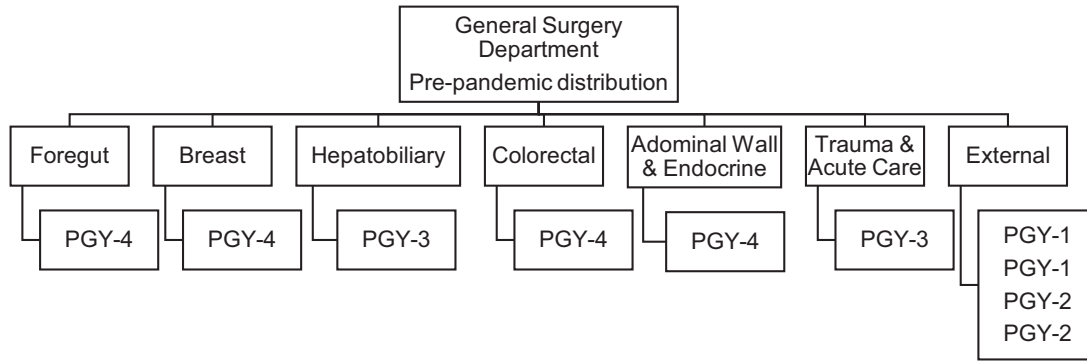 General Surgery
Department
Pre-pandemic distribution
Foregut
Breast
Hepatobiliary
Colorectal
Adominal Wall
& Endocrine
Trauma &
Acute Care
External
PGY-4
PGY-4
PGY-3
PGY-4
PGY-4
PGY-3
PGY-1
PGY-1
PGY-2
PGY-2